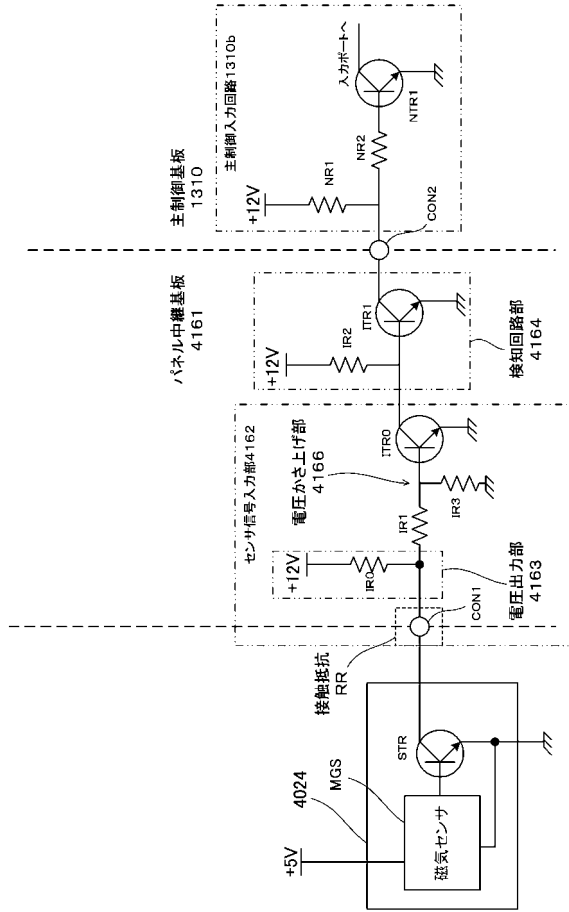 主制御基板
1310
主制御入力回路1310b
入力ポートへ
+12V
NR1
NR2
NTR1
CON2
パネル中継基板
4161
+12V
IR2
ITR1
検知回路部
4164
センサ信号入力部4162
電圧かさ上げ部
4166
ITR0
+12V
IR0
IR1
IR3
CON1
電圧出力部
4163
接触抵抗
RR
4024
MGS
STR
+5V
磁気センサ